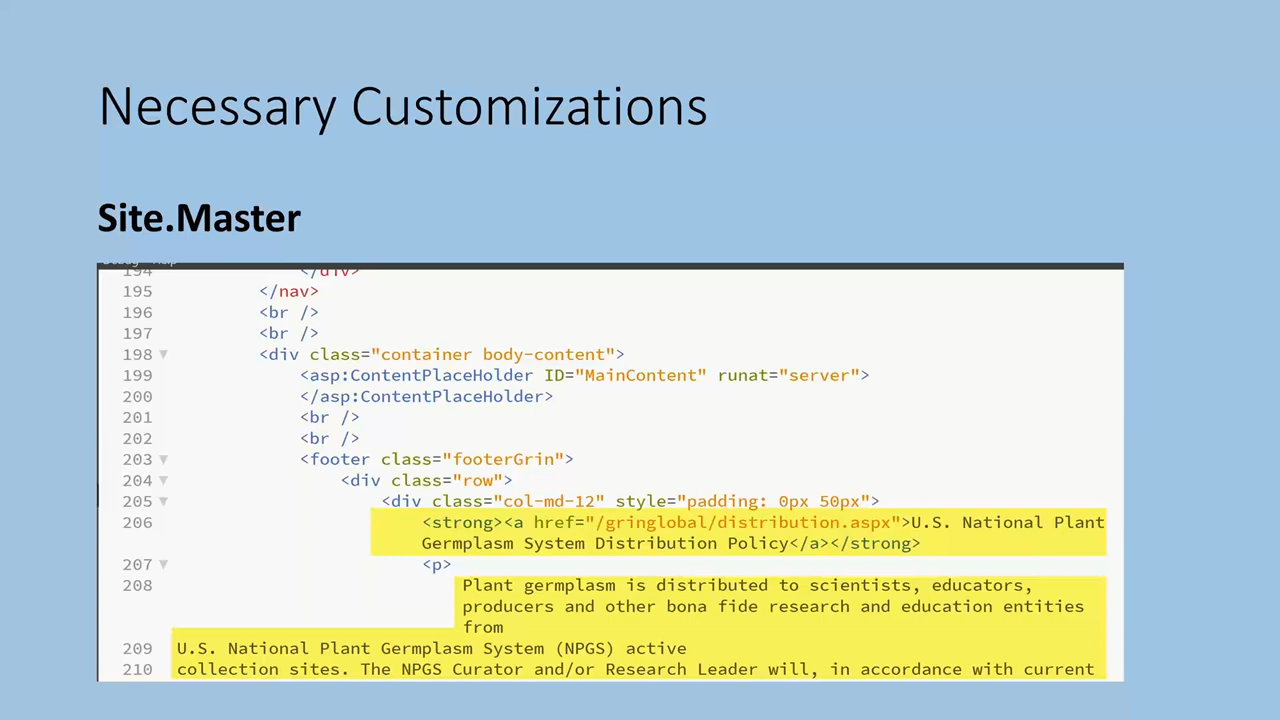 Necessary Customizations
Site.Master
194 </div>
195 </nav>
196 <br />
197 <br />
198 <div class="container body-content">
199 <asp:ContentPlaceHolder ID="MainContent" runat="server">
200 </asp:ContentPlaceHolder>
201 <br />
202 <br />
203 <footer class="footerGrin">
204 <div class="row">
205 <div class="col-md-12" style="padding: 0px 50px">
206 <strong><a href="/gringlobal/distribution.aspx">U.S. National Plant
Germplasm System Distribution Policy</a></strong>
207 <p>
208 Plant germplasm is distributed to scientists, educators,
producers and other bona fide research and education entities
from
209 U.S. National Plant Germplasm System (NPGS) active
210 collection sites. The NPGS Curator and/or Research Leader will, in accordance with current